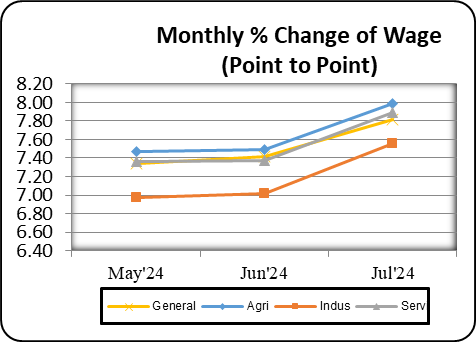 Monthly % Change of Wage
(Point to Point)
8.20
8.00
7.80
7.60
7.40
7.20
7.00
6.80
6.60
6.40
May'24 Jun'24 Jul'24
General Agri Indus Serv